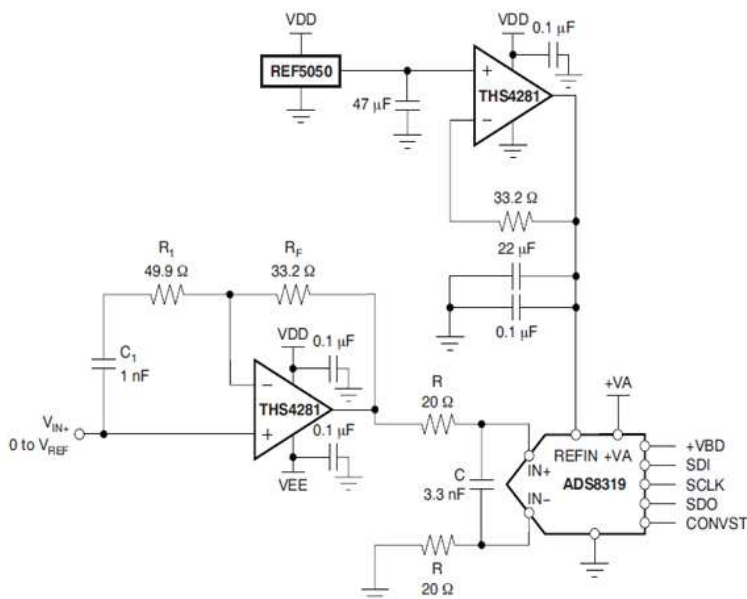 VDD
REF5050
47 μF
VDD
0.1 μF
+
THS4281
−
33.2 Ω
22 μF
0.1 μF
R1
49.9 Ω
RF
33.2 Ω
C1
1 nF
VIN+
0 to VREF
VDD
0.1 μF
−
THS4281
+
0.1 μF
VEE
R
20 Ω
C
3.3 nF
R
20 Ω
+VA
REFIN +VA
IN+
ADS8319
IN−
+VBD
SDI
SCLK
SDO
CONVST